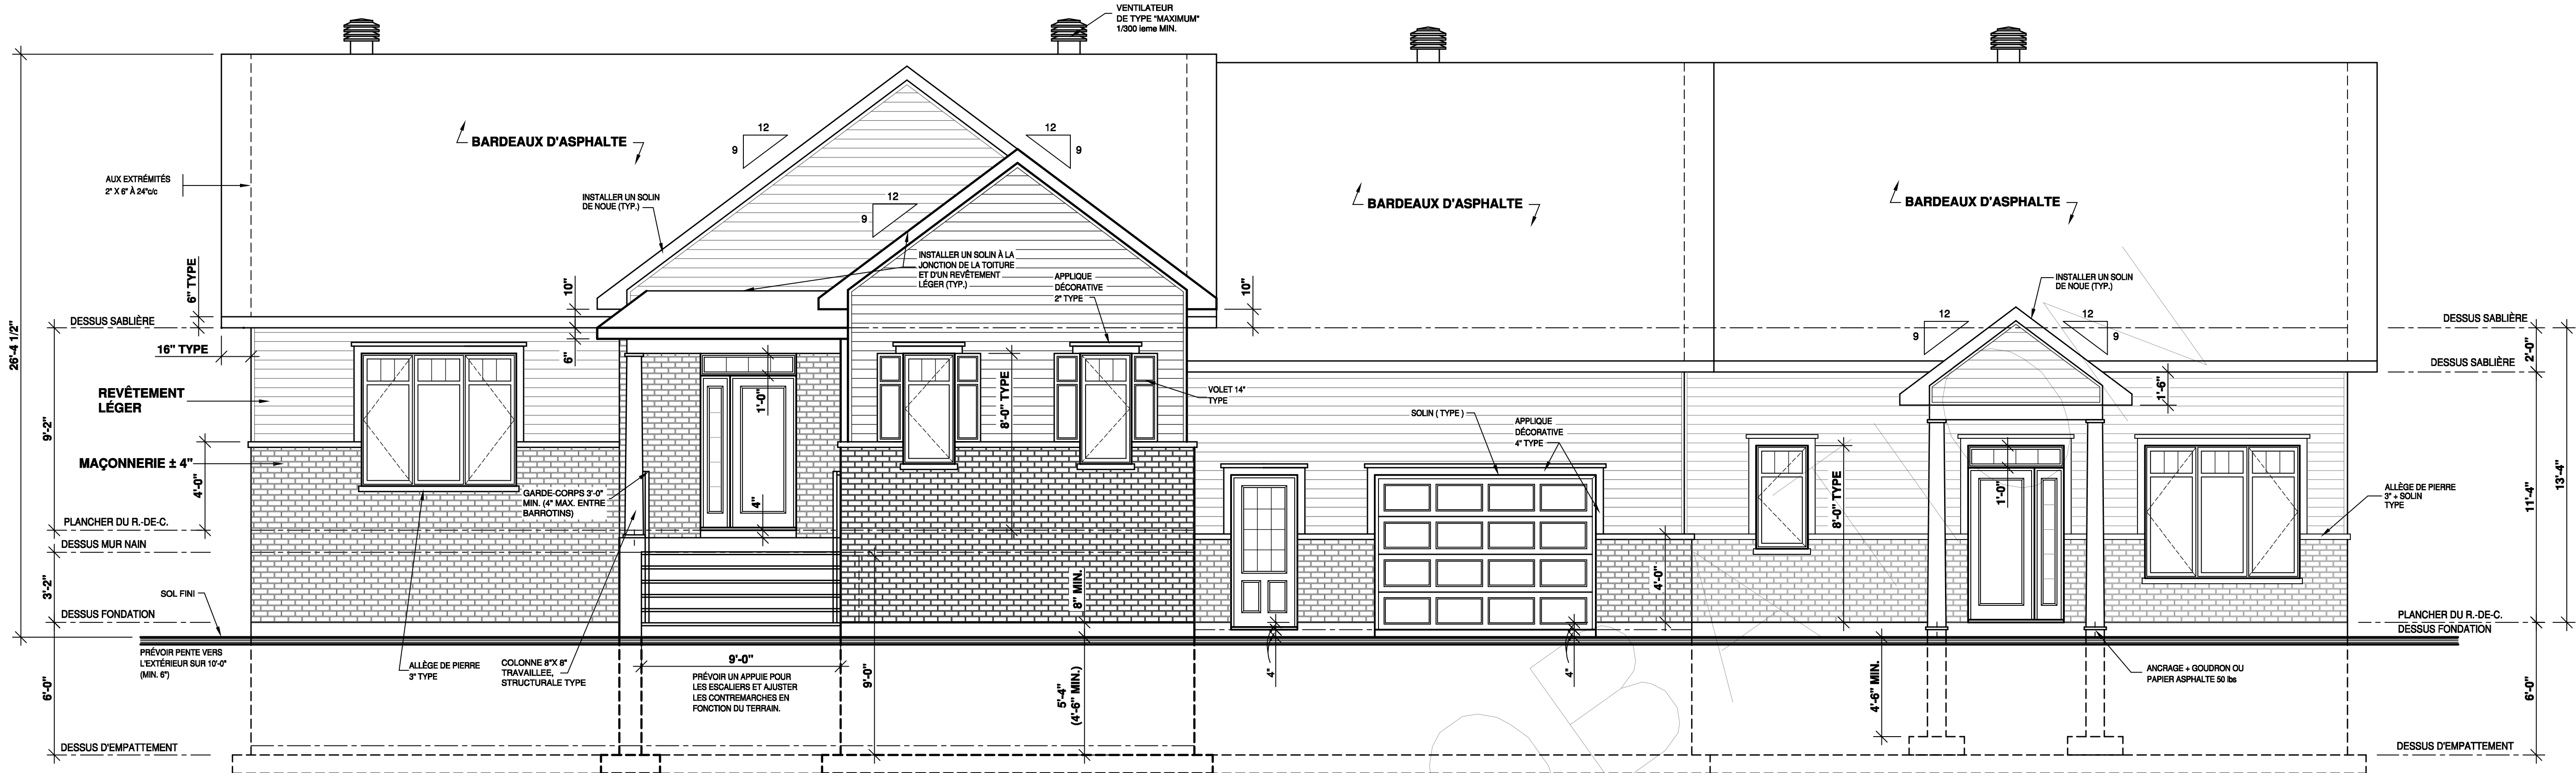 VENTILATEUR
DE TYPE "MAXIMUM"
1/300 ieme MIN.
BARDEAUX D'ASPHALTE
12
9
12
9
12
9
AUX EXTRÉMITÉS
2" X 6" À 24"c/c
INSTALLER UN SOLIN
DE NOUE (TYP.)
BARDEAUX D'ASPHALTE
BARDEAUX D'ASPHALTE
INSTALLER UN SOLIN À LA
JONCTION DE LA TOITURE
ET D'UN REVÊTEMENT
LÉGER (TYP.)
APPLIQUE
DÉCORATIVE
2" TYPE
INSTALLER UN SOLIN
DE NOUE (TYP.)
12
9
12
9
6" TYPE
10"
10"
6"
26'-4 1/2"
DESSUS SABLIÈRE
16" TYPE
REVÊTEMENT
LÉGER
9'-2"
MAÇONNERIE ± 4"
4'-0"
PLANCHER DU R.-DE-C.
DESSUS MUR NAIN
3'-2"
SOL FINI
DESSUS FONDATION
PRÉVOIR PENTE VERS
L'EXTÉRIEUR SUR 10'-0"
(MIN. 6")
6'-0"
DESSUS D'EMPATTEMENT
1'-0"
4"
8'-0" TYPE
GARDE-CORPS 3'-0"
MIN. (4" MAX. ENTRE
BARROTINS)
VOLET 14"
TYPE
SOLIN ( TYPE )
APPLIQUE
DÉCORATIVE
4" TYPE
8" MIN.
4'-0"
4"
4"
ALLÈGE DE PIERRE
3" TYPE
COLONNE 8"X 8"
TRAVAILLEE,
STRUCTURALE TYPE
9'-0"
PRÉVOIR UN APPUIE POUR
LES ESCALIERS ET AJUSTER
LES CONTREMARCHES EN
FONCTION DU TERRAIN.
9'-0"
5'-4"
(4'-6" MIN.)
1'-6"
8'-0" TYPE
1'-0"
4'-6" MIN.
ANCRAGE + GOUDRON OU
PAPIER ASPHALTE 50 lbs
DESSUS SABLIÈRE
2'-0"
DESSUS SABLIÈRE
11'-4"
13'-4"
ALLÈGE DE PIERRE
3" + SOLIN
TYPE
PLANCHER DU R.-DE-C.
DESSUS FONDATION
6'-0"
DESSUS D'EMPATTEMENT